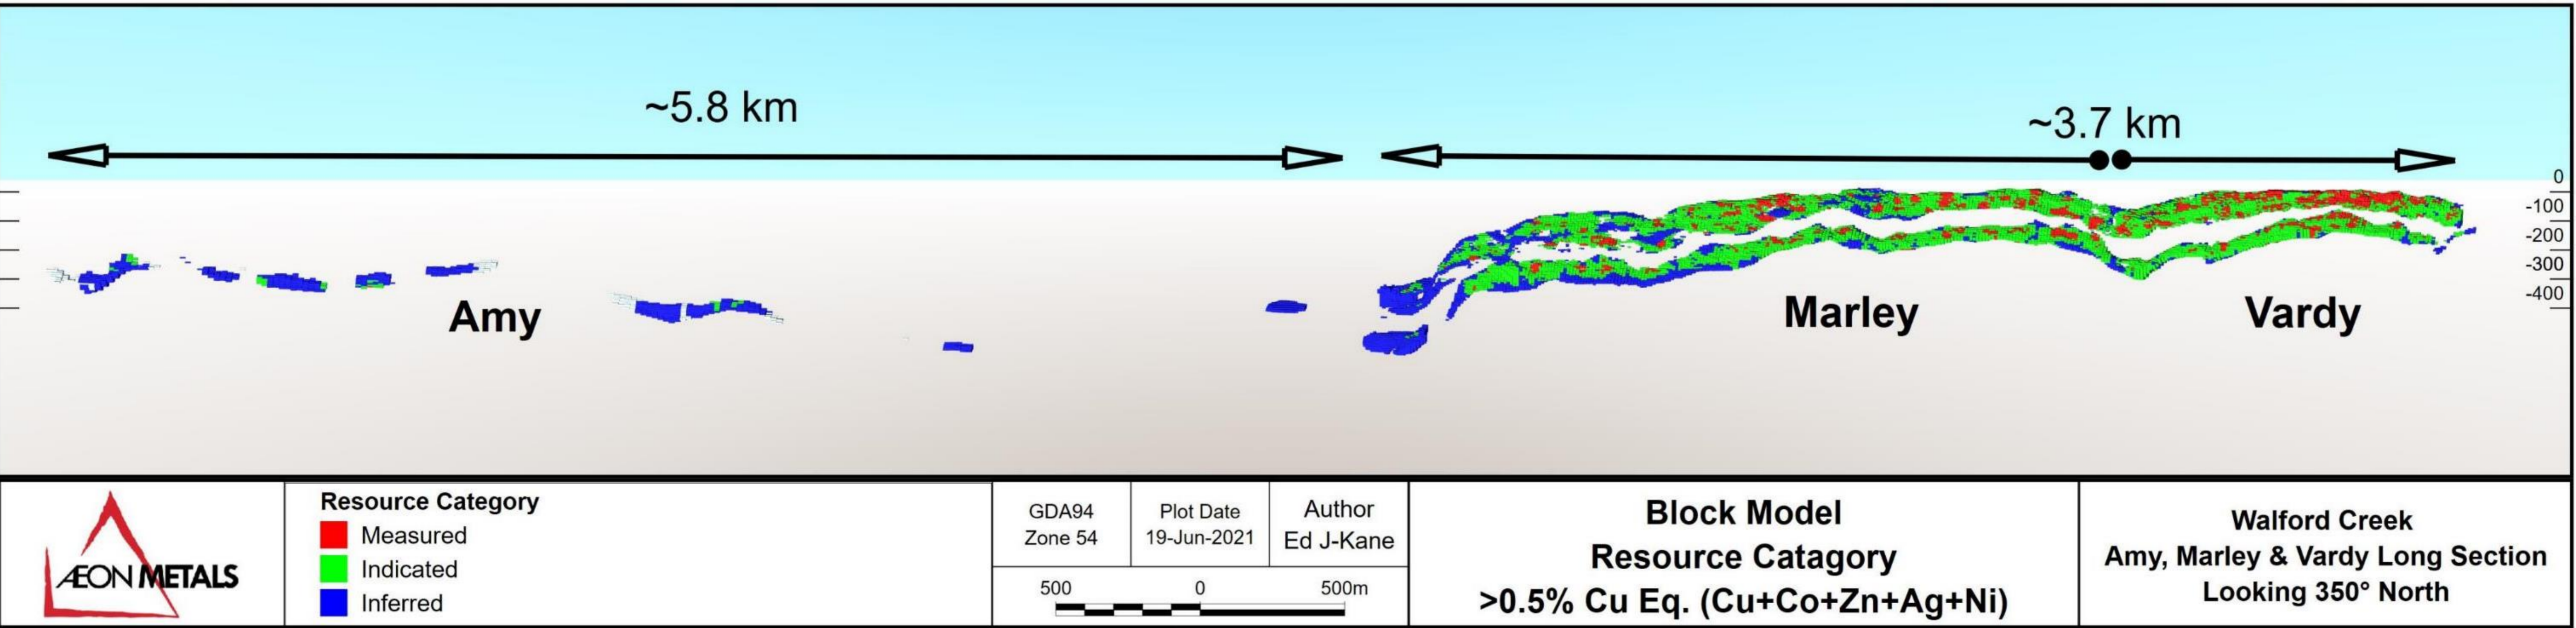 ~5.8 km
~3.7 km
0
-100
-200
-300
-400
Amy
Marley
Vardy
ÆON METALS
Resource Category
Measured
Indicated
Inferred
GDA94
Zone 54
Plot Date
19-Jun-2021
Author
Ed J-Kane
500 0 500m
Block Model
Resource Catagory
>0.5% Cu Eq. (Cu+Co+Zn+Ag+Ni)
Walford Creek
Amy, Marley & Vardy Long Section
Looking 350° North